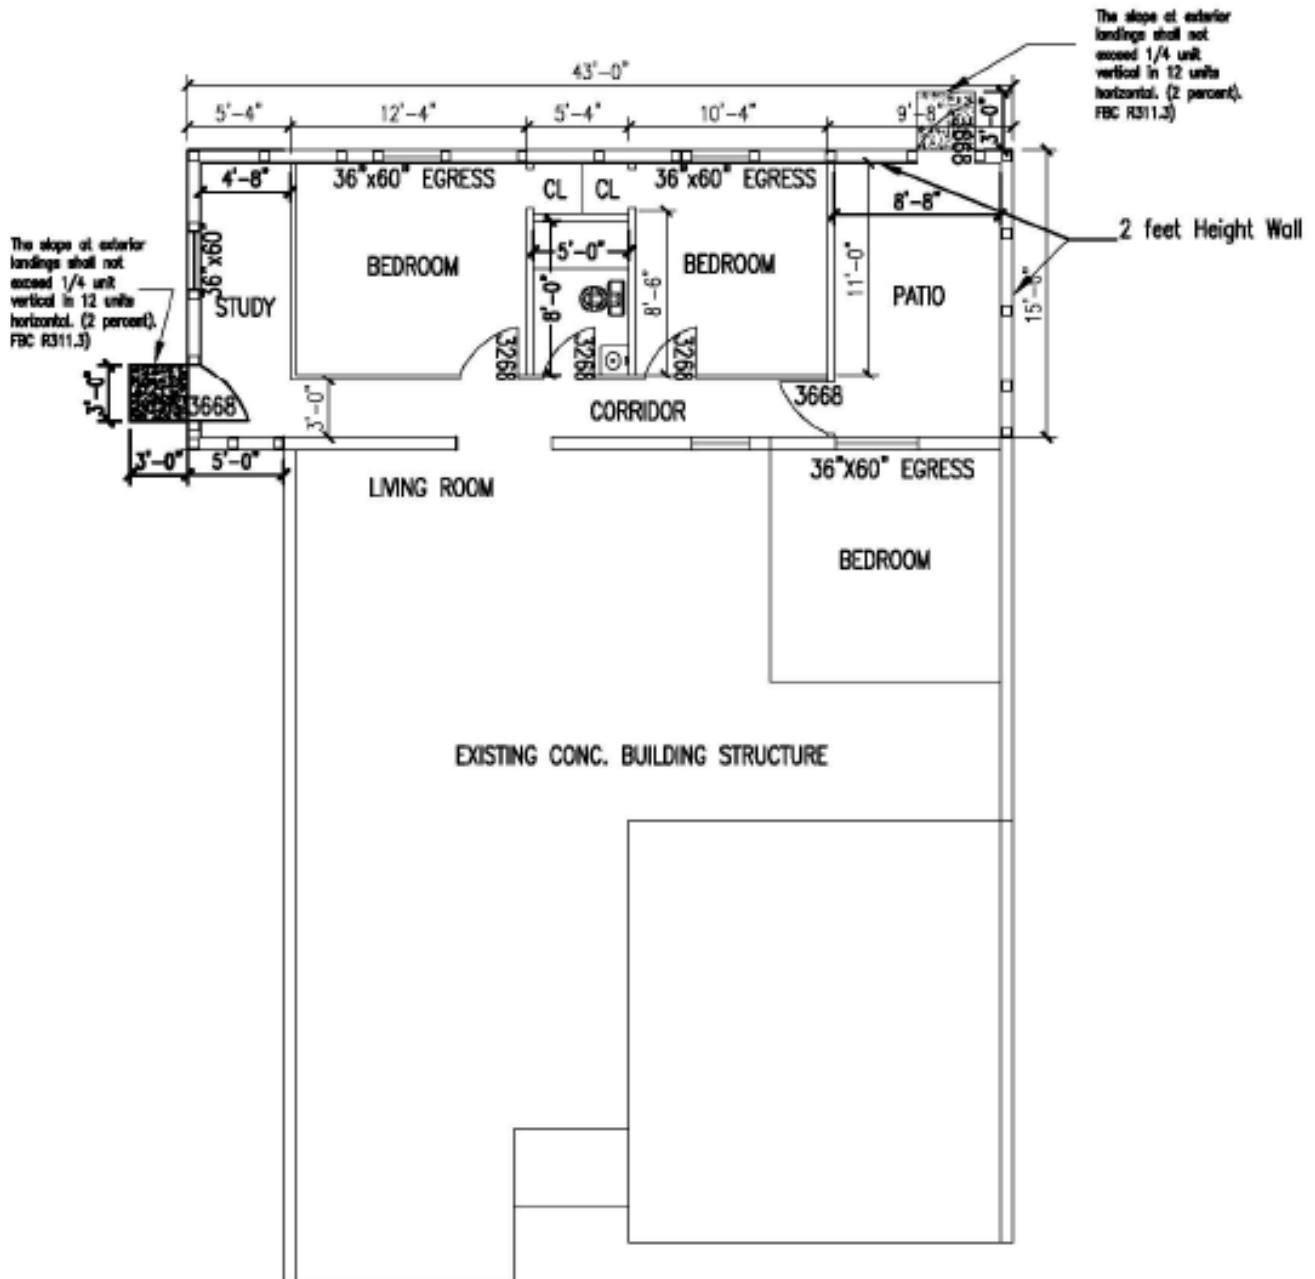 The slope at exterior
landings shall not
exceed 1/4 unit
vertical in 12 units
horizontal. (2 percent).
FBC R311.3)
43'-0"
5'-4"
12'-4"
5'-4"
10'-4"
9'-8"
3'-0"
3668
4'-8"
36"x60" EGRESS
CL
CL
36"x60" EGRESS
8'-8"
2 feet Height Wall
The slope at exterior
landings shall not
exceed 1/4 unit
vertical in 12 units
horizontal. (2 percent).
FBC R311.3)
36"x60"
STUDY
BEDROOM
5'-0"
8'-0"
8'-6"
BEDROOM
11'-0"
PATIO
15'-0"
3268
3268
3268
3'-0"
3668
3'-0"
CORRIDOR
3668
3'-0"
5'-0"
LIVING ROOM
36"X60" EGRESS
BEDROOM
EXISTING CONC. BUILDING STRUCTURE